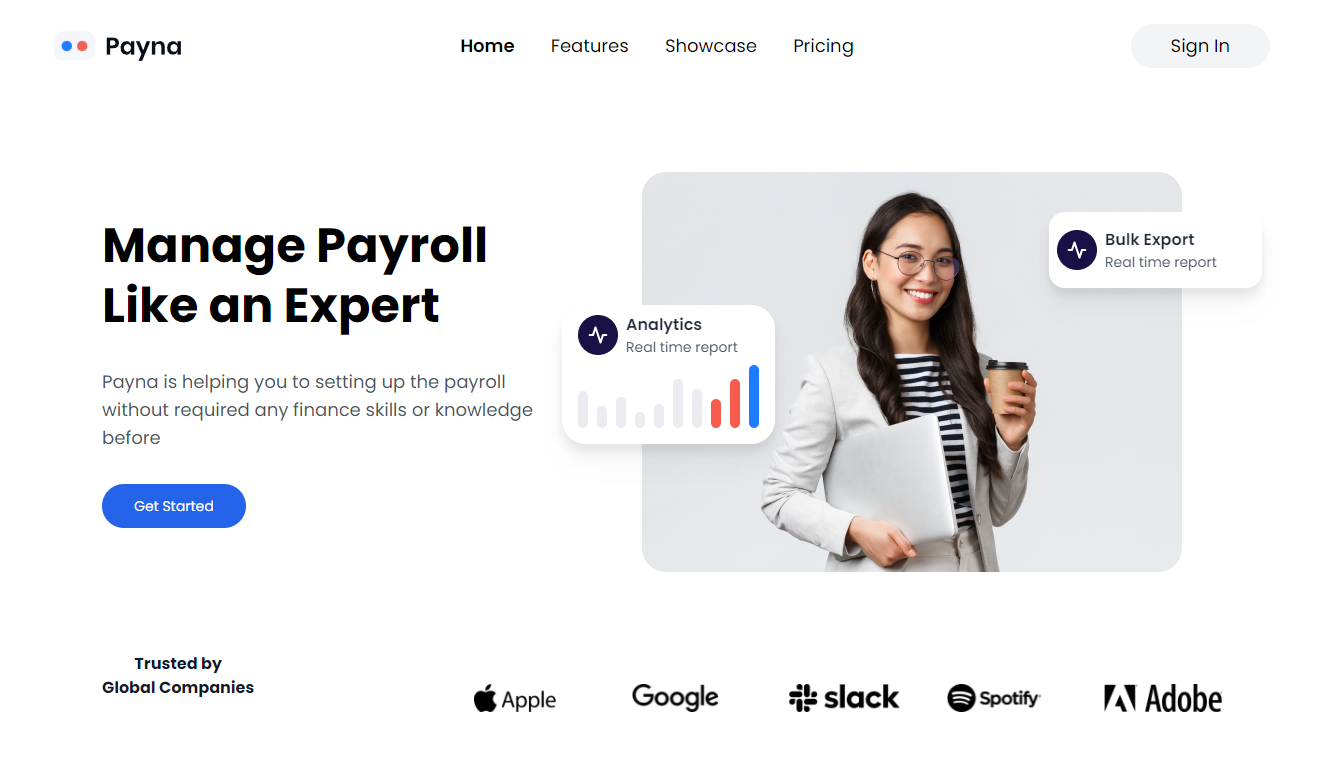 Payna
Home
Features
Showcase
Pricing
Sign In
Manage Payroll
Like an Expert
Payna is helping you to setting up the payroll
without required any finance skills or knowledge
before
Get Started
Bulk Export
Real time report
Analytics
Real time report
Trusted by
Global Companies
Apple
Google
slack
Spotify
Adobe